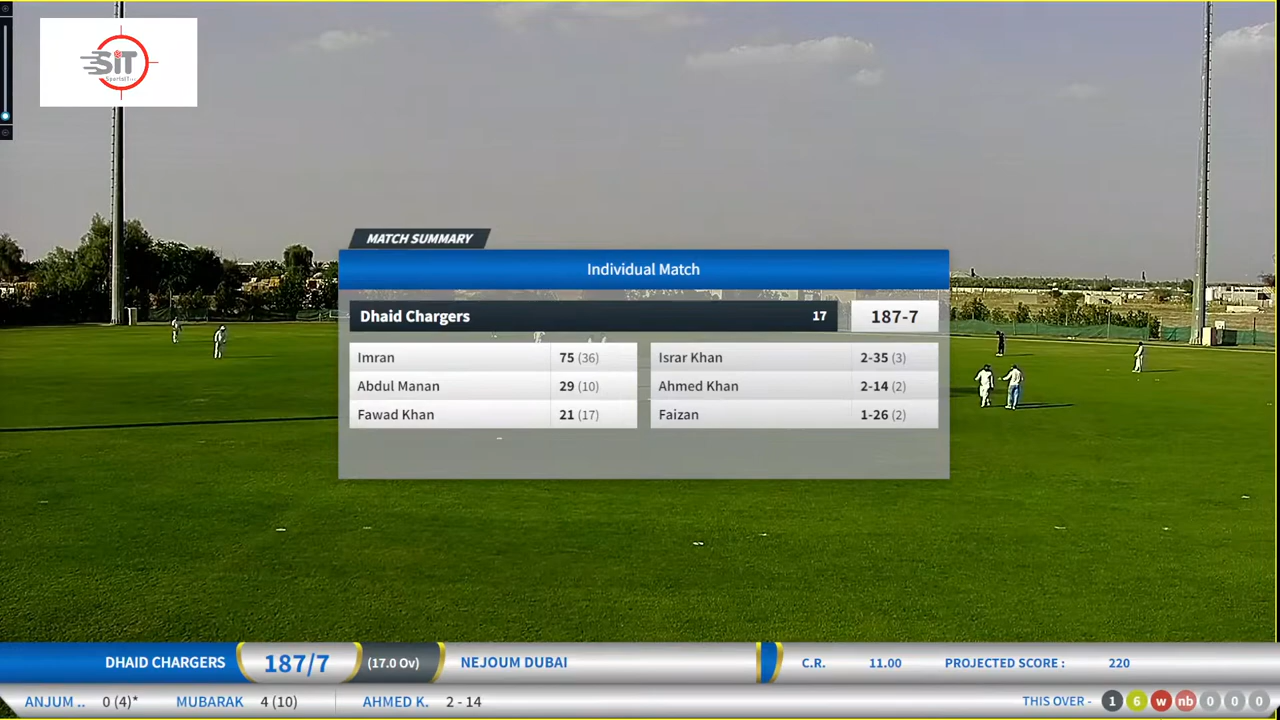 SiT
SportsIT
MATCH SUMMARY
Individual Match
Dhaid Chargers 17 187-7
Imran 75 (36) Israr Khan 2-35 (3)
Abdul Manan 29 (10) Ahmed Khan 2-14 (2)
Fawad Khan 21 (17) Faizan 1-26 (2)
DHAID CHARGERS 187/7 (17.0 Ov) NEJOUM DUBAI C.R. 11.00 PROJECTED SCORE : 220
ANJUM .. 0 (4)* MUBARAK 4 (10) AHMED K. 2 - 14 THIS OVER - 1 6 w nb 0 0 0